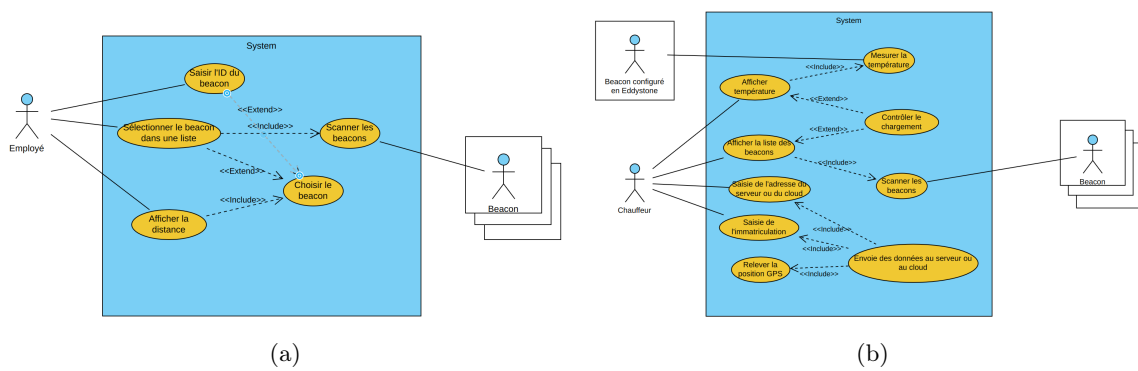 System
Saisir l'ID du
beacon
<<Extend>>
Employé
Sélectionner le beacon
dans une liste
<<Include>>
Scanner les
beacons
<<Extend>>
Choisir le
beacon
<<Include>>
Afficher la
distance
Beacon
(a)
System
Beacon configuré
en Eddystone
Mesurer la
température
<<Include>>
Afficher
température
<<Extend>>
Contrôler le
chargement
<<Extend>>
Afficher la liste des
beacons
<<Include>>
Scanner les
beacons
Beacon
Chauffeur
Saisie de l'adresse du
serveur ou du cloud
Saisie de
l'immatriculation
<<Include>>
<<Include>>
Envoie des données au serveur ou
au cloud
Relever la
position GPS
<<Include>>
(b)